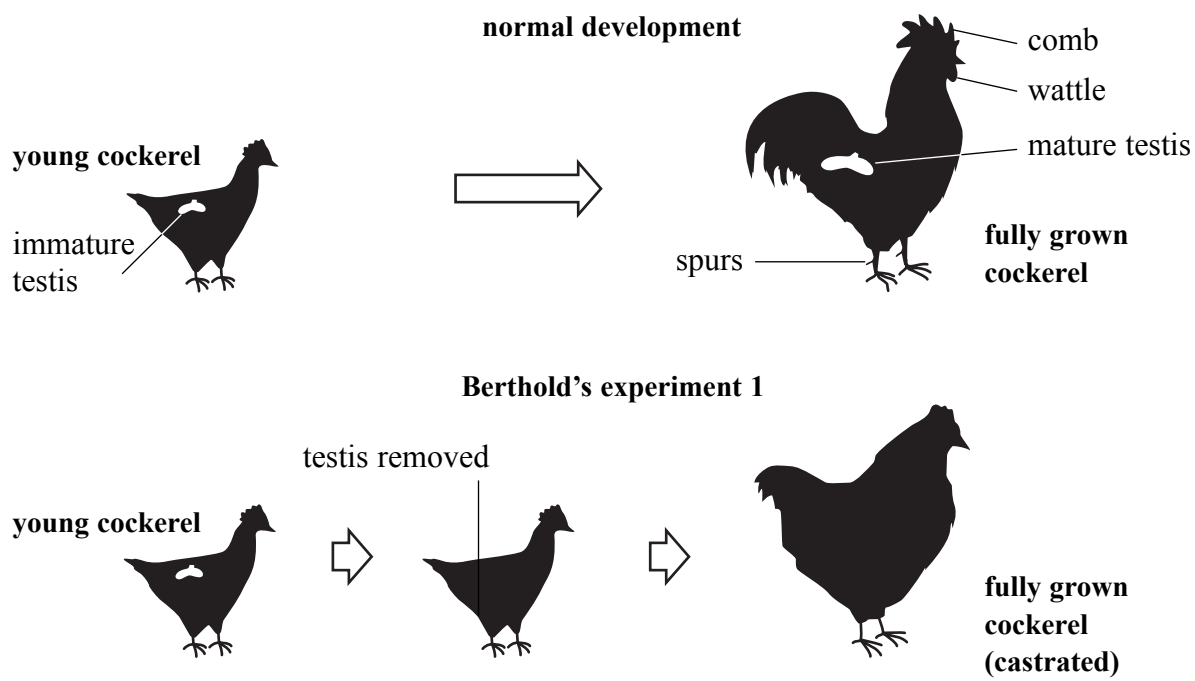 normal development
comb
wattle
mature testis
young cockerel
immature
testis
spurs
fully grown
cockerel
Berthold’s experiment 1
testis removed
young cockerel
fully grown
cockerel
(castrated)